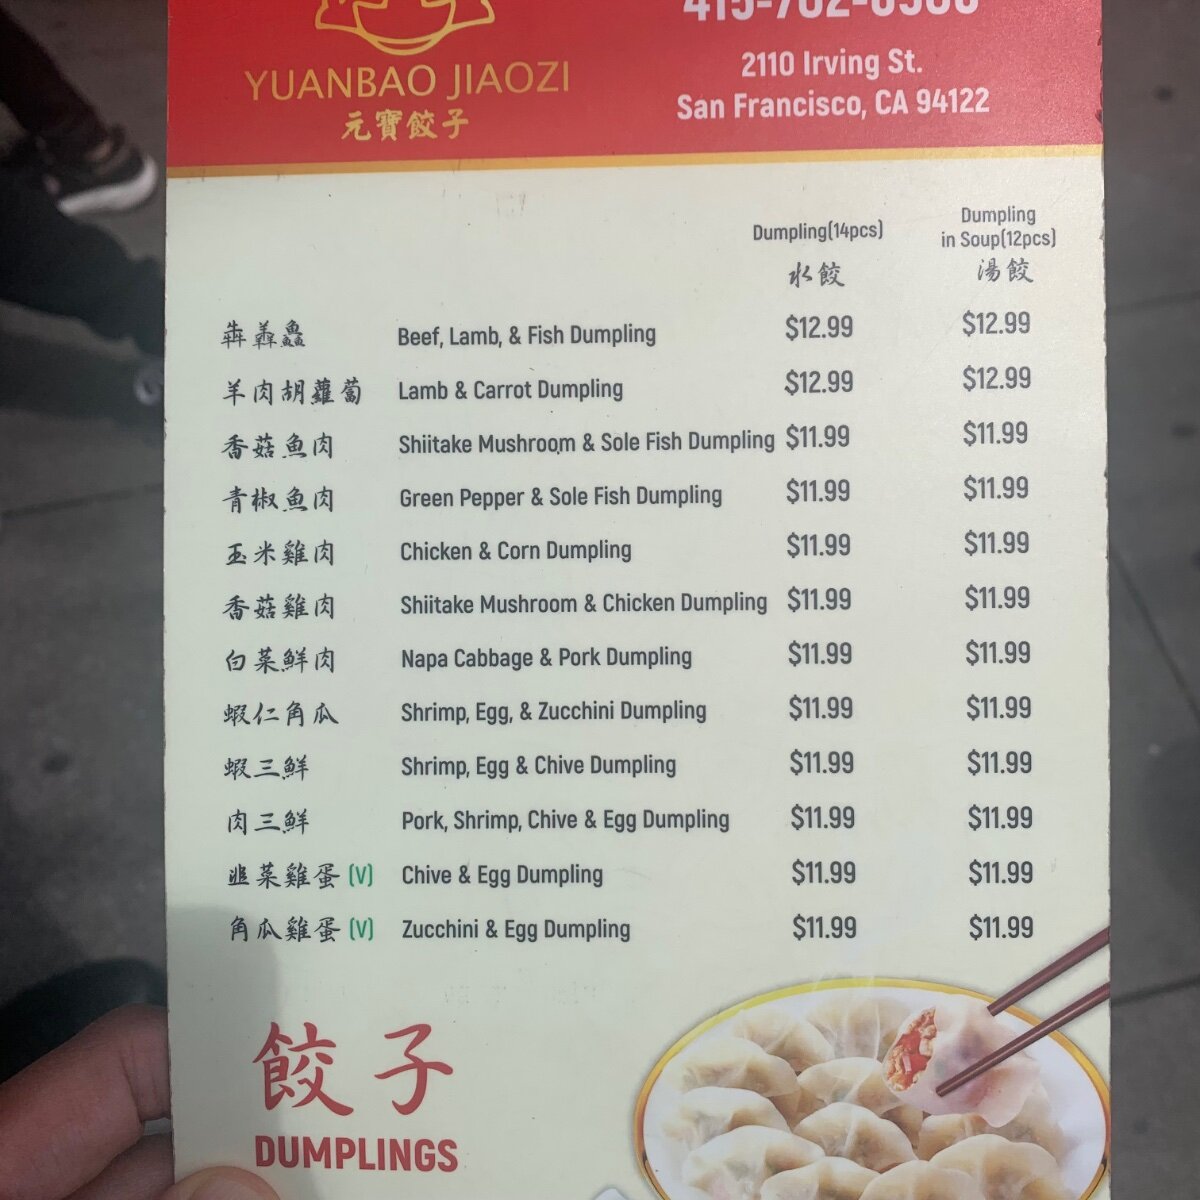 YUANBAO JIAOZI
元寶餃子
2110 Irving St.
San Francisco, CA 94122
Dumpling(14pcs)
水餃
Dumpling
in Soup(12pcs)
湯餃
犇羴鱻 Beef, Lamb, & Fish Dumpling $12.99 $12.99
羊肉胡蘿蔔 Lamb & Carrot Dumpling $12.99 $12.99
香菇魚肉 Shiitake Mushroom & Sole Fish Dumpling $11.99 $11.99
青椒魚肉 Green Pepper & Sole Fish Dumpling $11.99 $11.99
玉米雞肉 Chicken & Corn Dumpling $11.99 $11.99
香菇雞肉 Shiitake Mushroom & Chicken Dumpling $11.99 $11.99
白菜鮮肉 Napa Cabbage & Pork Dumpling $11.99 $11.99
蝦仁角瓜 Shrimp, Egg, & Zucchini Dumpling $11.99 $11.99
蝦三鮮 Shrimp, Egg & Chive Dumpling $11.99 $11.99
肉三鮮 Pork, Shrimp, Chive & Egg Dumpling $11.99 $11.99
韭菜雞蛋 (V) Chive & Egg Dumpling $11.99 $11.99
角瓜雞蛋 (V) Zucchini & Egg Dumpling $11.99 $11.99
餃子
DUMPLINGS